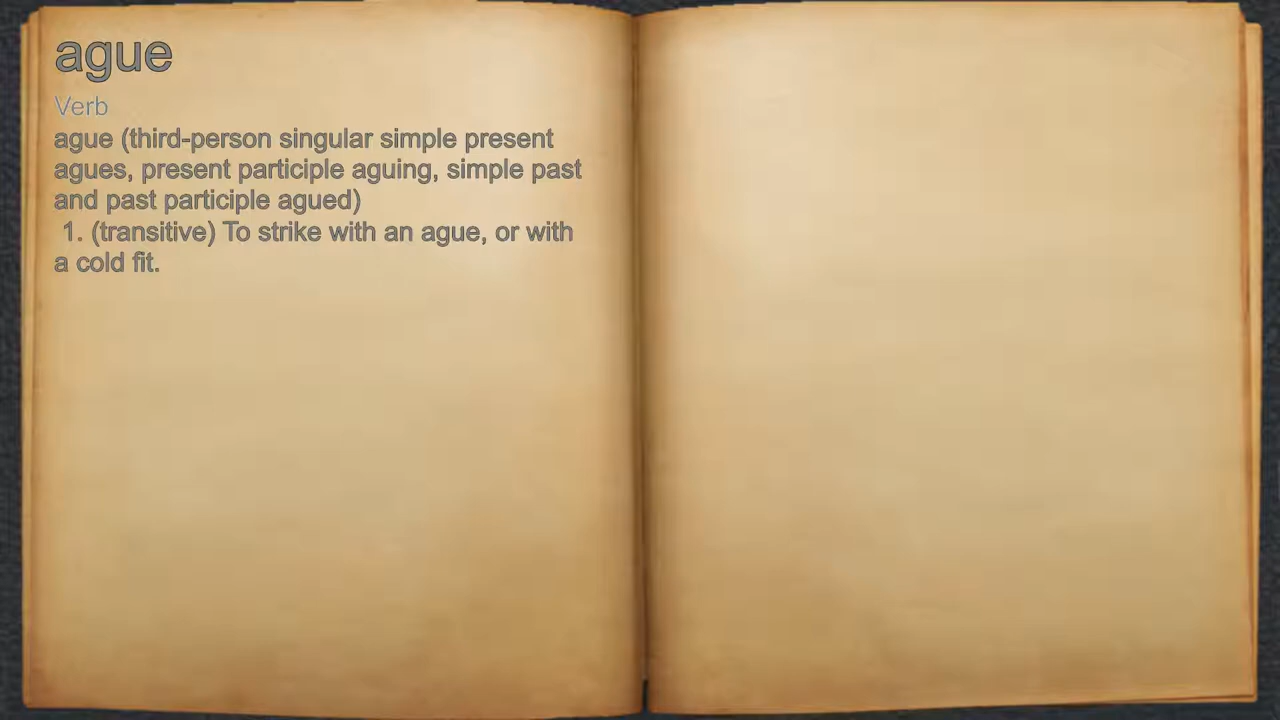 ague
Verb
ague (third-person singular simple present
agues, present participle aguing, simple past
and past participle agued)
1. (transitive) To strike with an ague, or with
a cold fit.